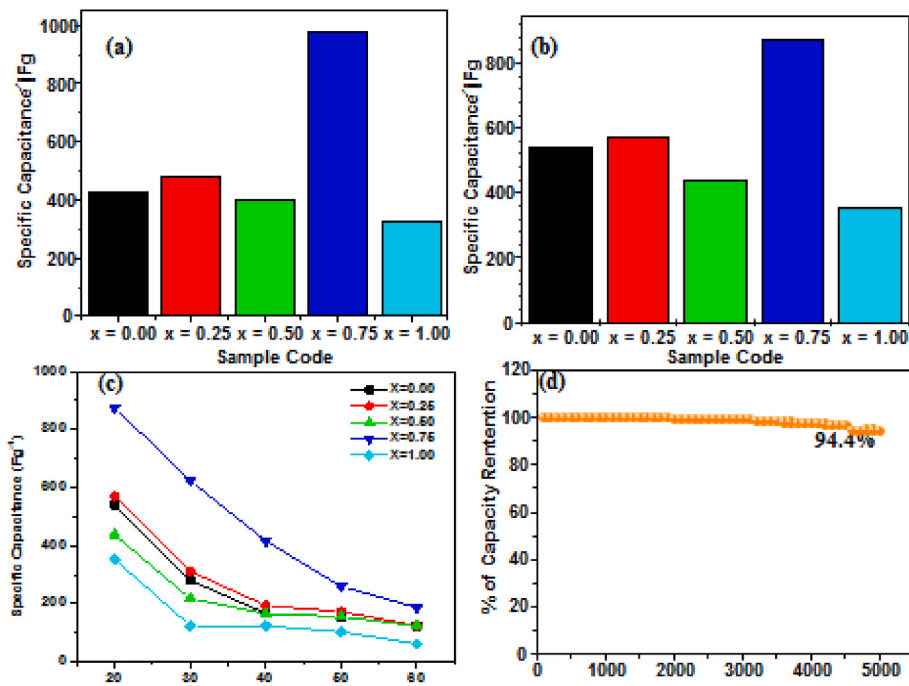 (a)
Specific Capacitance´|Fg
1000
800
600
400
200
0
x = 0.00 x = 0.25 x = 0.50 x = 0.75 x = 1.00
Sample Code
(b)
Specific Capacitance´|Fg
800
600
400
200
0
x = 0.00 x = 0.25 x = 0.50 x = 0.75 x = 1.00
Sample Code
(c)
Specific Capacitance (Fg⁻¹)
1000
800
600
400
200
0
X=0.00
X=0.25
X=0.50
X=0.75
X=1.00
20 30 40 50 60
(d)
% of Capacity Rentention
120
100
80
60
40
20
0
94.4%
0 1000 2000 3000 4000 5000